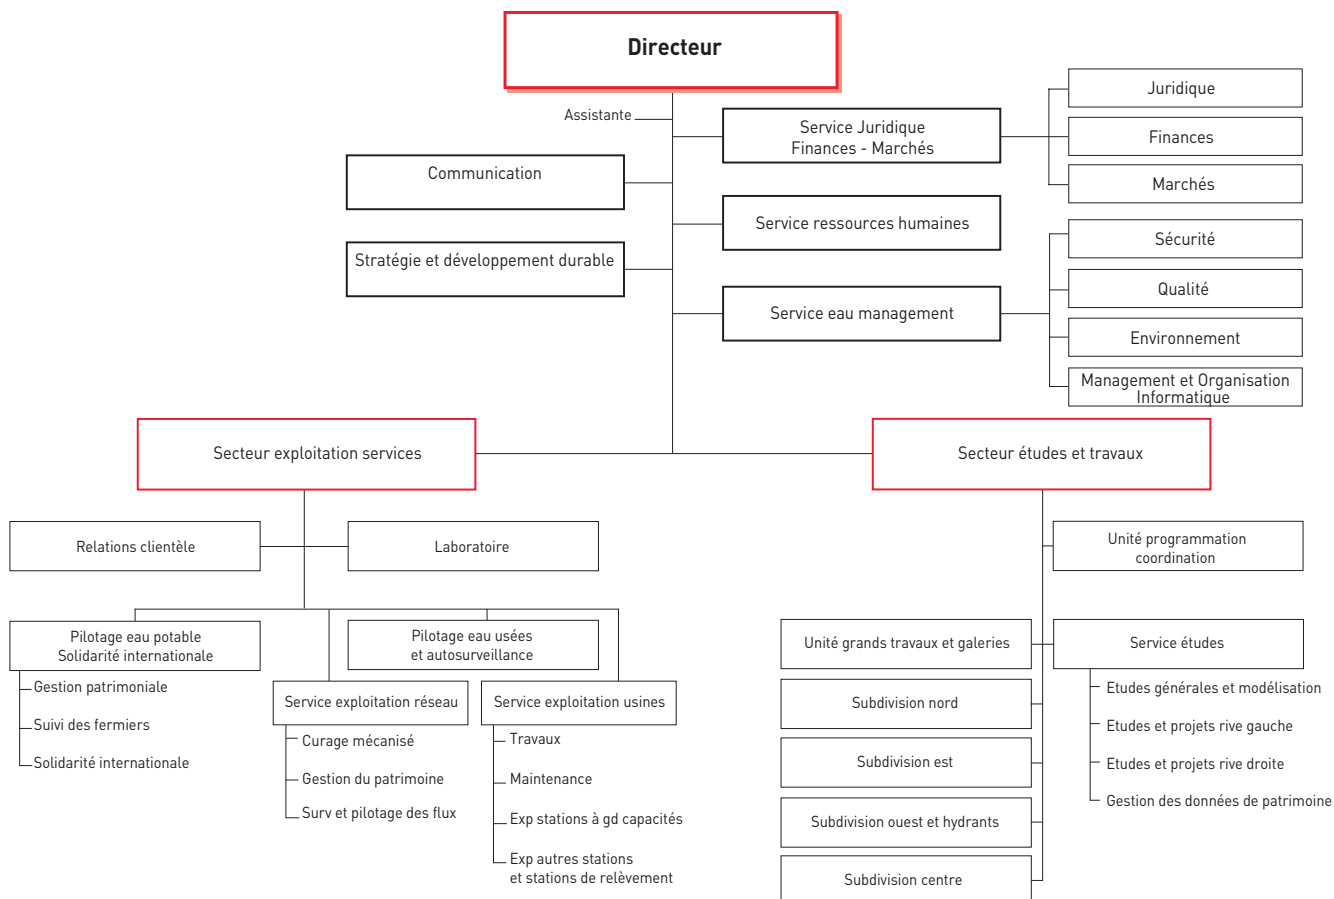 Directeur
Assistante
Service Juridique
Finances - Marchés
Juridique
Finances
Marchés
Communication
Service ressources humaines
Stratégie et développement durable
Service eau management
Sécurité
Qualité
Environnement
Management et Organisation
Informatique
Secteur exploitation services
Secteur études et travaux
Relations clientèle
Laboratoire
Unité programmation
coordination
Pilotage eau potable
Solidarité internationale
Gestion patrimoniale
Suivi des fermiers
Solidarité internationale
Pilotage eau usées
et autosurveillance
Service exploitation réseau
Curage mécanisé
Gestion du patrimoine
Surv et pilotage des flux
Service exploitation usines
Travaux
Maintenance
Exp stations à gd capacités
Exp autres stations
et stations de relèvement
Unité grands travaux et galeries
Subdivision nord
Subdivision est
Subdivision ouest et hydrants
Subdivision centre
Service études
Etudes générales et modélisation
Etudes et projets rive gauche
Etudes et projets rive droite
Gestion des données de patrimoine